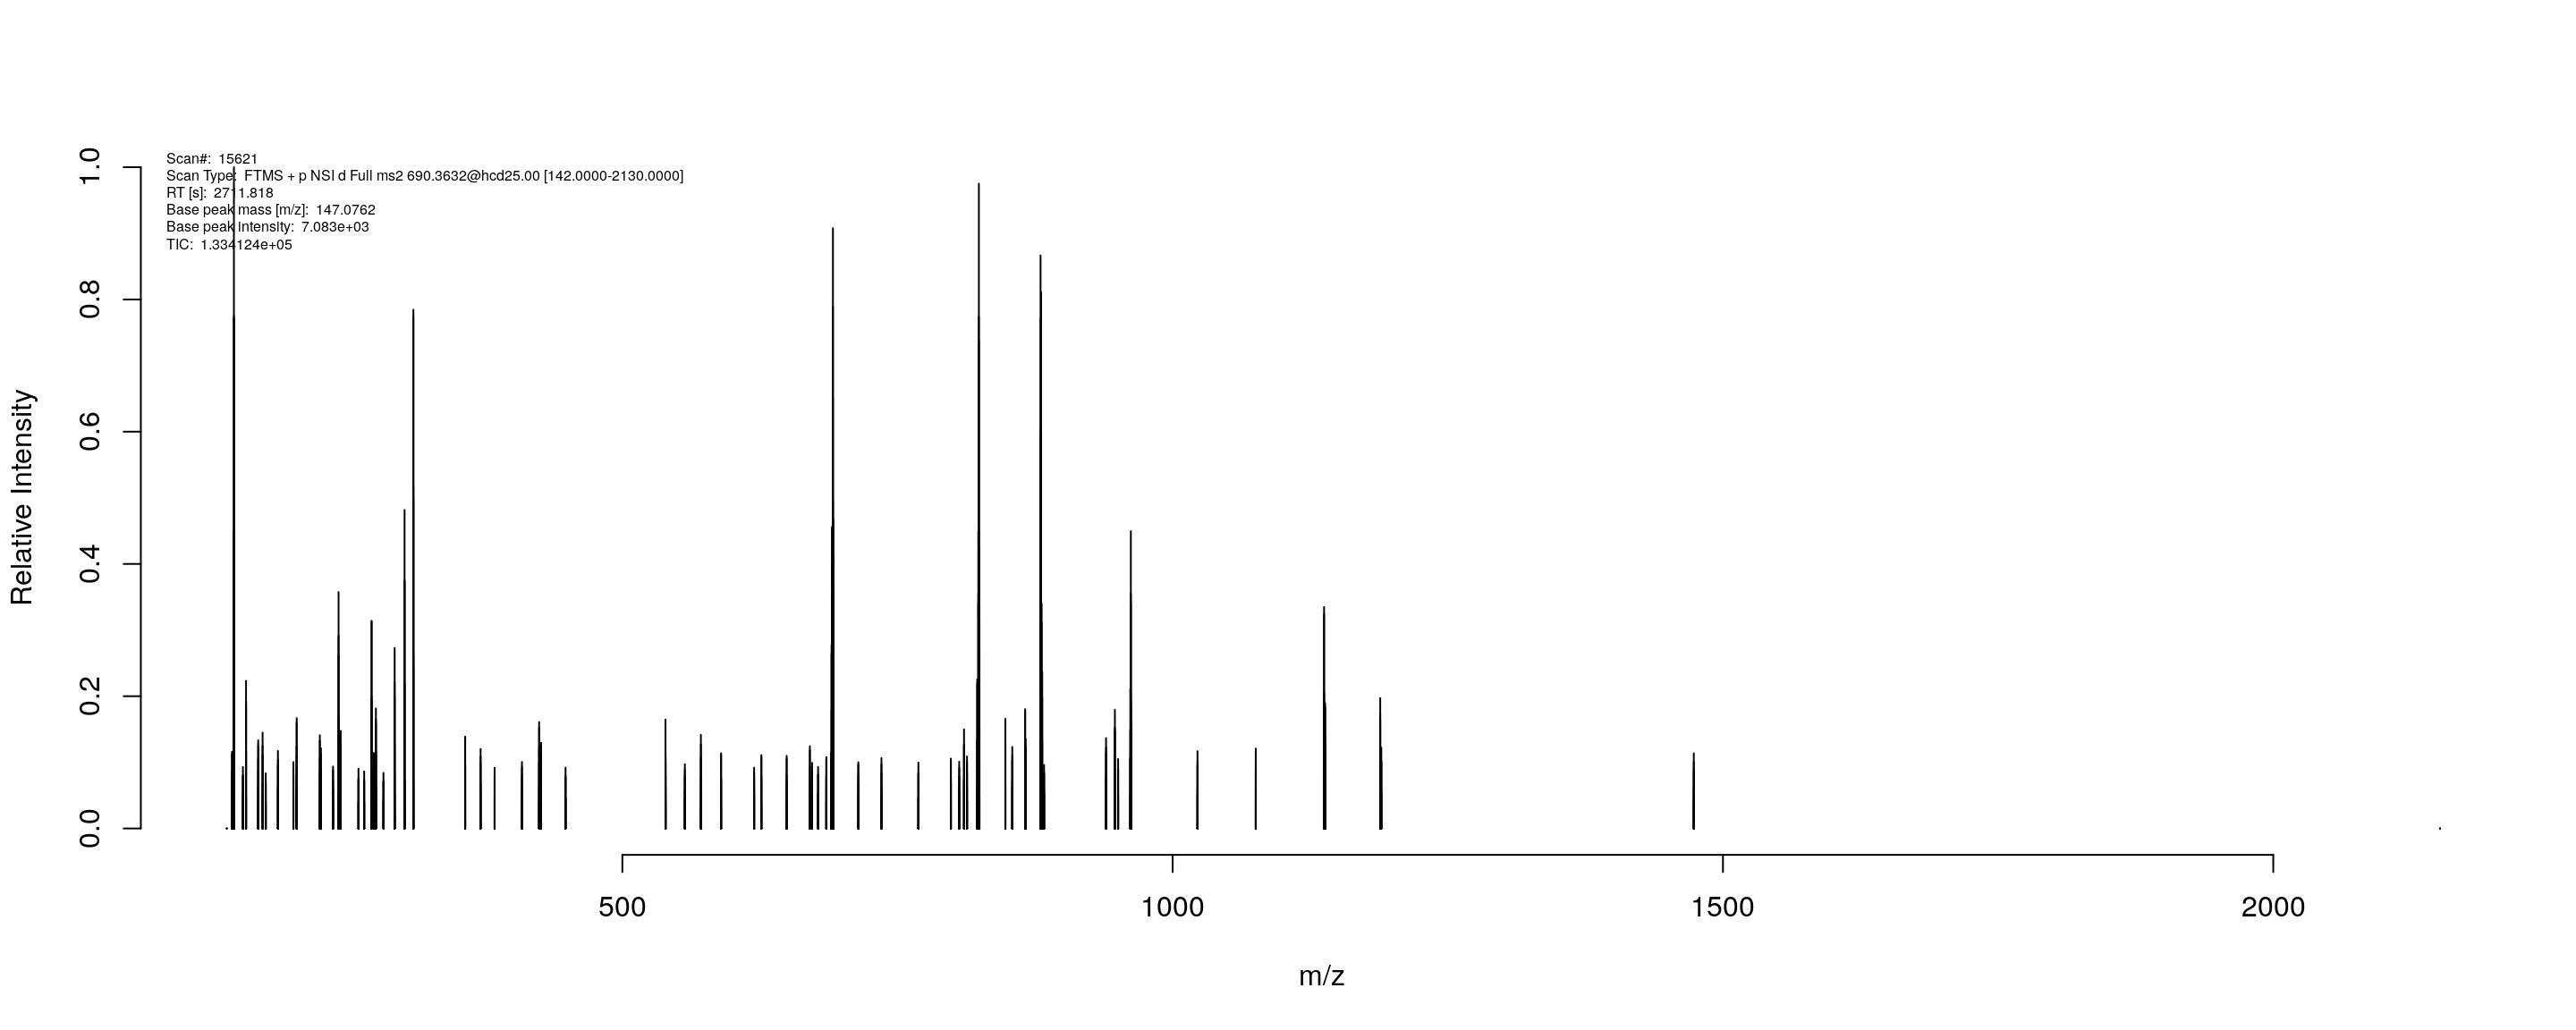 Scan#: 15621
Scan Type: FTMS + p NSI d Full ms2 690.3632@hcd25.00 [142.0000-2130.0000]
RT [s]: 2711.818
Base peak mass [m/z]: 147.0762
Base peak intensity: 7.083e+03
TIC: 1.334124e+05
1.0
0.8
0.6
0.4
0.2
0.0
Relative Intensity
500 1000 1500 2000
m/z